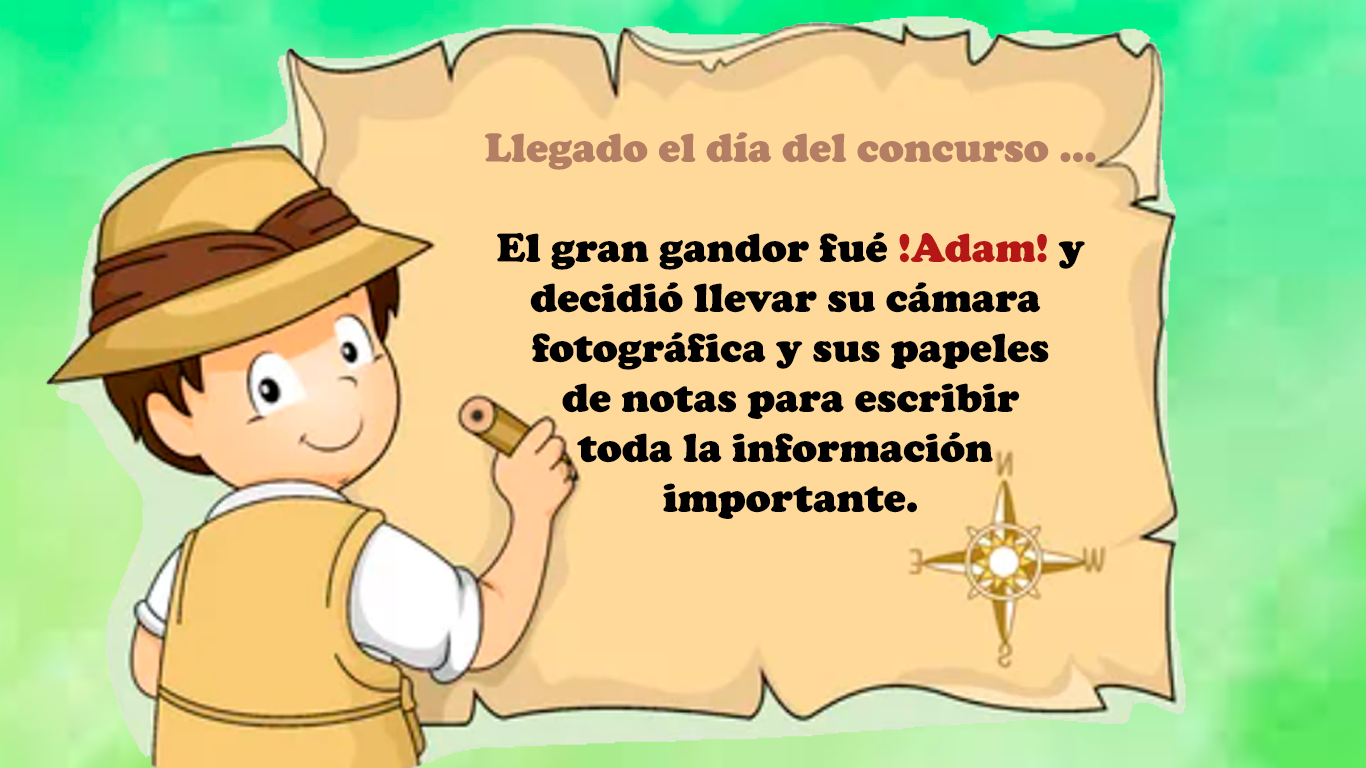 Llegado el día del concurso ...
El gran gandor fué !Adam! y
decidió llevar su cámara
fotográfica y sus papeles
de notas para escribir
toda la información
importante.
N
E W
S